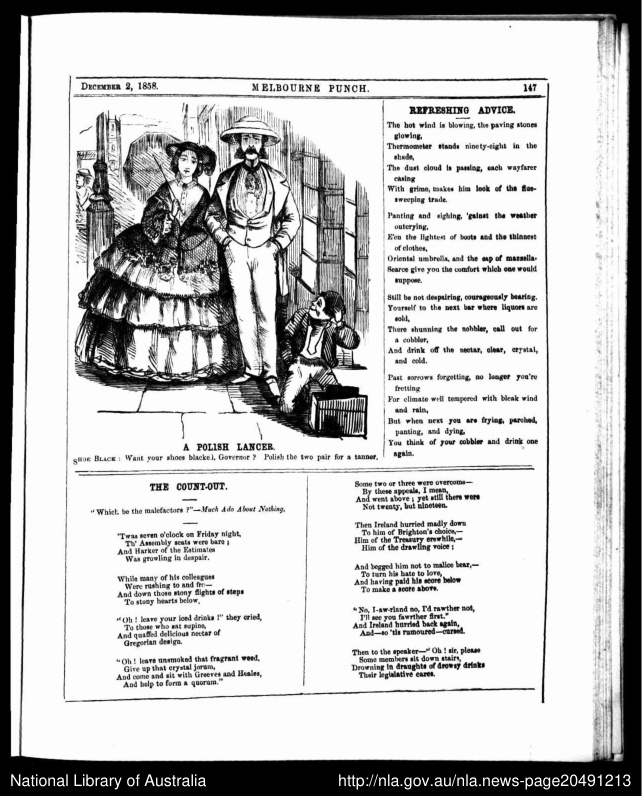 DECEMBER 2, 1858.
MELBOURNE PUNCH.
147
A POLISH LANCER.
SHOE BLACK: Want your shoes blacked, Governor? Polish the two pair for a tanner.
REFRESHING ADVICE.
The hot wind is blowing, the paving stones
glowing,
Thermometer stands ninety-eight in the
shade,
The dust cloud is passing, each wayfarer
casing
With grime, makes him look of the flue-
sweeping trade.
Panting and sighing, 'gainst the weather
outcrying,
E'en the lightest of boots and the thinnest
of clothes,
Oriental umbrella, and the cap of massella-
Scarce give you the comfort which one would
suppose.
Still be not despairing, courageously bearing.
Yourself to the next bar where liquors are
sold,
There shunning the nobbler, call out for
a cobbler,
And drink off the nectar, clear, crystal,
and cold.
Past sorrows forgetting, no longer you're
fretting
For climate well tempered with bleak wind
and rain,
But when next you are frying, parched,
panting, and dying,
You think of your cobbler and drink one
again.
THE COUNT-OUT.
"Which be the malefactors?"—Much Ado About Nothing.
'Twas seven o'clock on Friday night,
Th' Assembly seats were bare;
And Harker of the Estimates
Was growling in despair.
While many of his colleagues
Were rushing to and fro—
And down those stony flights of steps
To stony hearts below,
"Oh! leave your iced drinks!" they cried,
To those who sat supine,
And quaffed delicious nectar of
Gregorian design.
"Oh! leave unsmoked that fragrant weed,
Give up that crystal jorum,
And come and sit with Greeves and Heales,
And help to form a quorum."
Some two or three were overcome—
By these appeals, I mean,
And went above; yet still there were
Not twenty, but nineteen.
Then Ireland hurried madly down
To him of Brighton's choice,—
Him of the Treasury erewhile,—
Him of the drawling voice;
And begged him not to malice bear,—
To turn his hate to love,
And having paid his score below
To make a score above.
"No, I-aw-rland no, I'd rawther not,
I'll see you fawrther first."
And Ireland hurried back again,
And—so 'tis rumoured—cursed.
Then to the speaker—"Oh! sir, please
Some members sit down stairs,
Drowning in draughts of drowsy drinks
Their legislative cares.
National Library of Australia
http://nla.gov.au/nla.news-page20491213